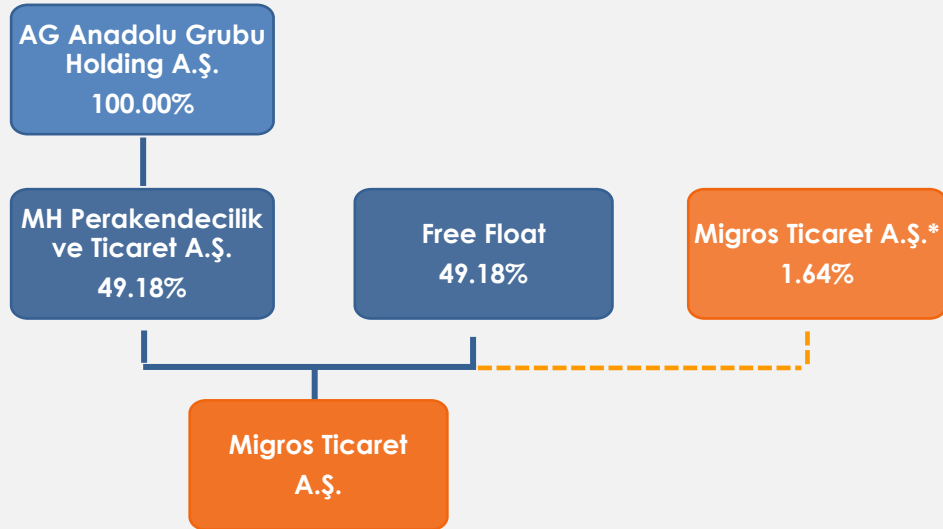 AG Anadolu Grubu
Holding A.Ş.
100.00%
MH Perakendecilik
ve Ticaret A.Ş.
49.18%
Free Float
49.18%
Migros Ticaret A.Ş.*
1.64%
Migros Ticaret
A.Ş.